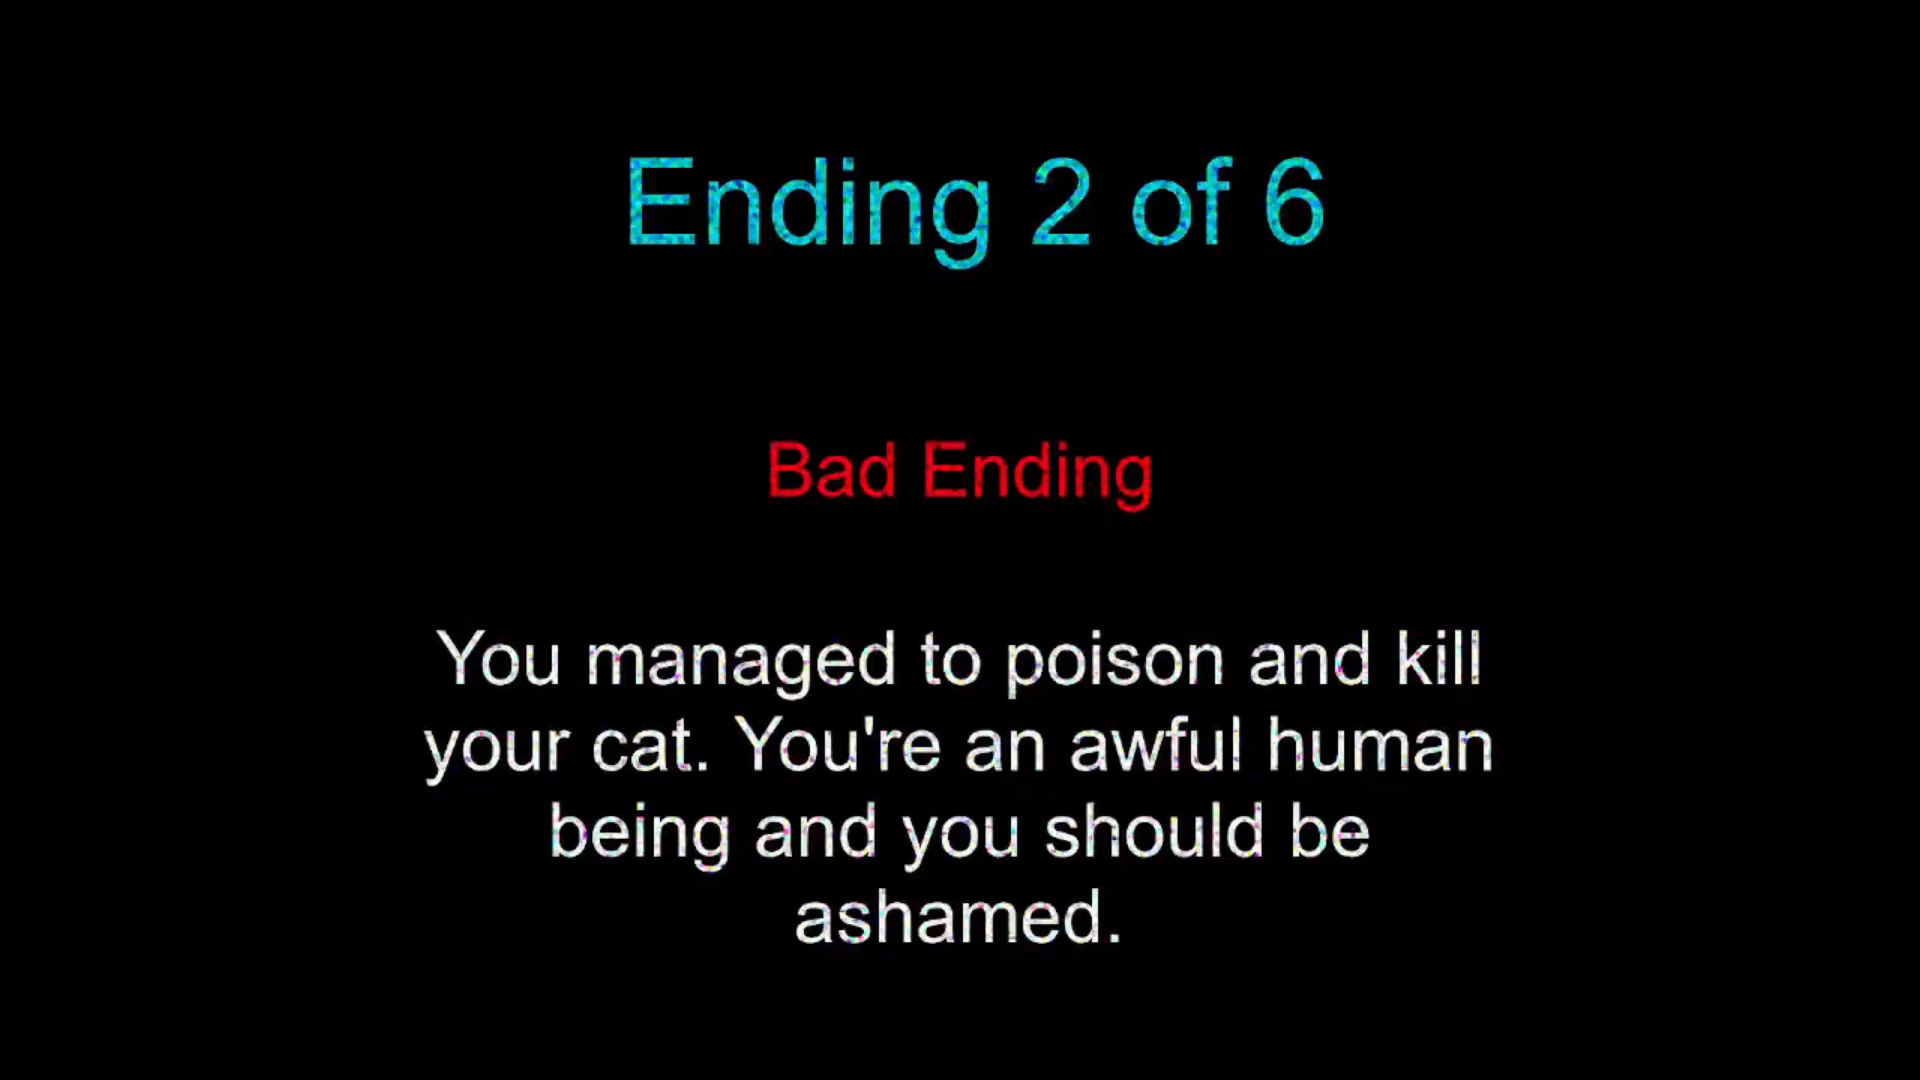 Ending 2 of 6
Bad Ending
You managed to poison and kill
your cat. You're an awful human
being and you should be
ashamed.